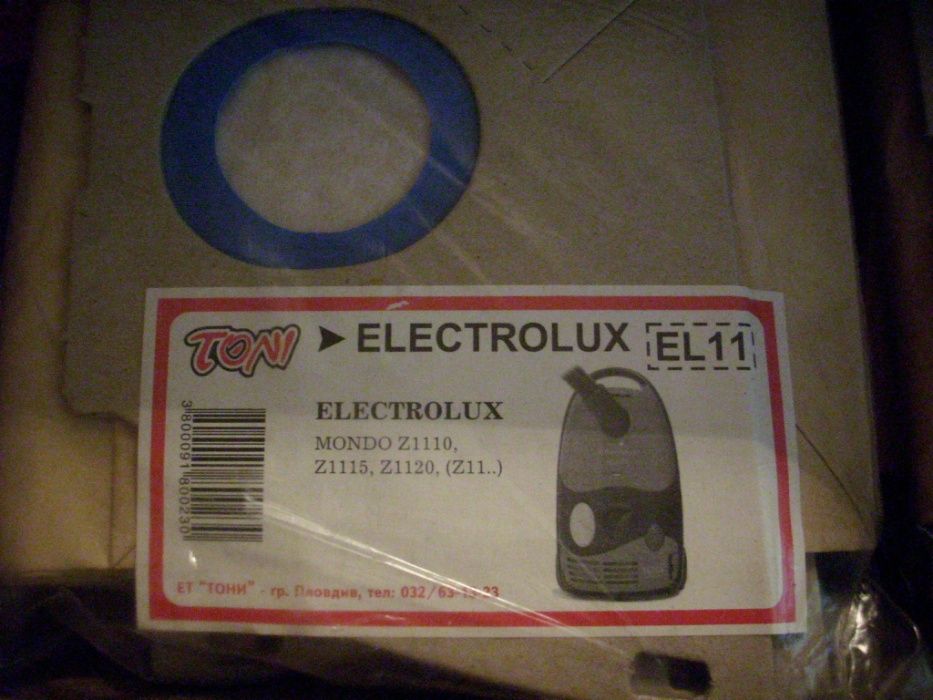 TONI ➤ ELECTROLUX EL11
ELECTROLUX
MONDO Z1110,
Z1115, Z1120, (Z11..)
3800091800230
ЕТ "ТОНИ" - гр. Пловдив, тел: 032/63-